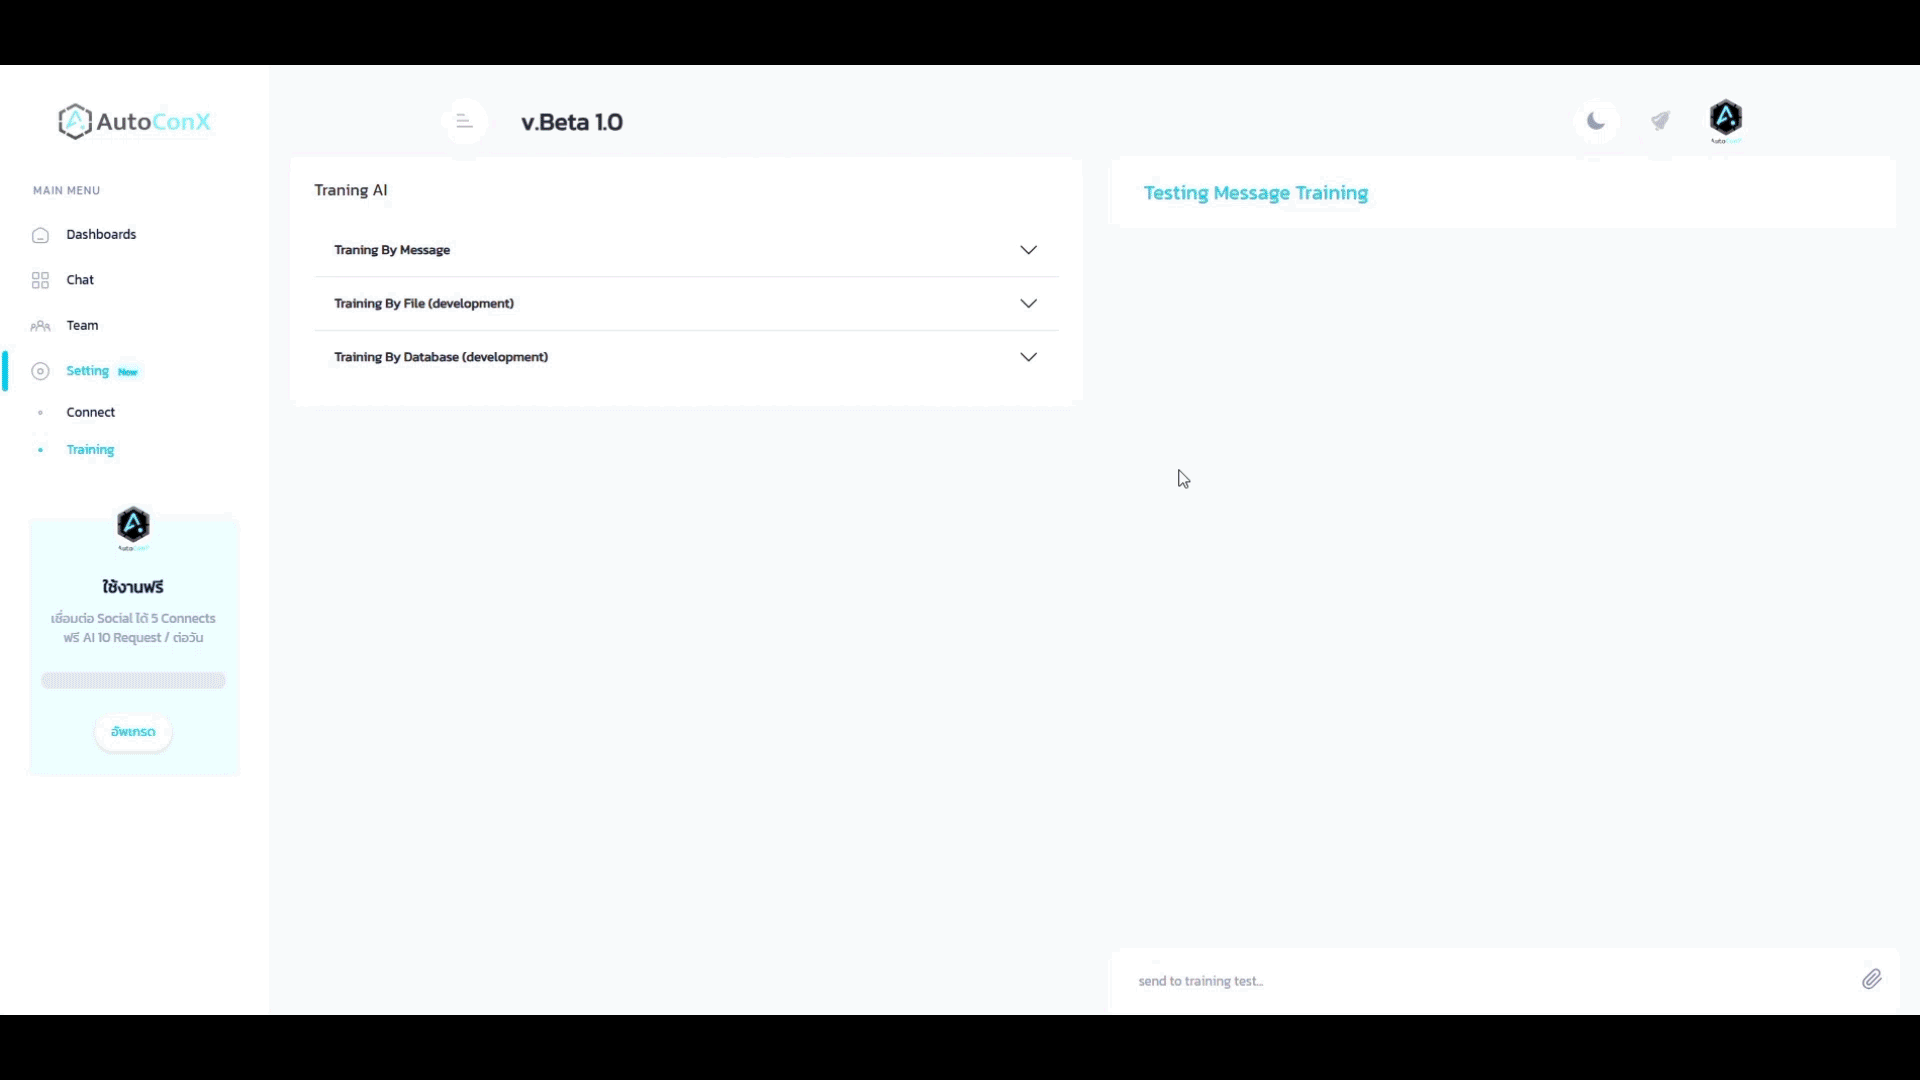 AutoConX
v.Beta 1.0
MAIN MENU
Dashboards
Chat
Team
Setting New
Connect
Training
AutoConX
ใช้งานฟรี
เชื่อมต่อ Social ได้ 5 Connects
ฟรี AI 10 Request / ต่อวัน
อัพเกรด
Traning AI
Traning By Message
Training By File (development)
Training By Database (development)
AutoConX
Testing Message Training
send to training test...